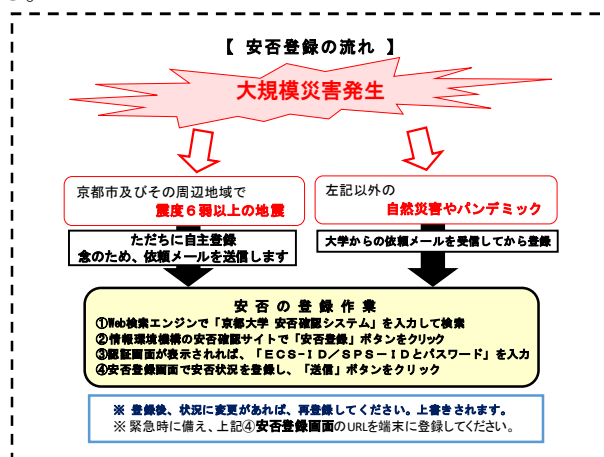 【 安否登録の流れ 】
大規模災害発生
京都市及びその周辺地域で
震度６弱以上の地震
左記以外の
自然災害やパンデミック
ただちに自主登録
念のため、依頼メールを送信します
大学からの依頼メールを受信してから登録
安 否 の 登 録 作 業
①Web検索エンジンで「京都大学 安否確認システム」を入力して検索
②情報環境機構の安否確認サイトで「安否登録」ボタンをクリック
③認証画面が表示されれば、「ＥＣＳ-ＩＤ／ＳＰＳ－ＩＤとパスワード」を入力
④安否登録画面で安否状況を登録し、「送信」ボタンをクリック
※ 登録後、状況に変更があれば、再登録してください。上書きされます。
※ 緊急時に備え、上記④安否登録画面のURLを端末に登録してください。